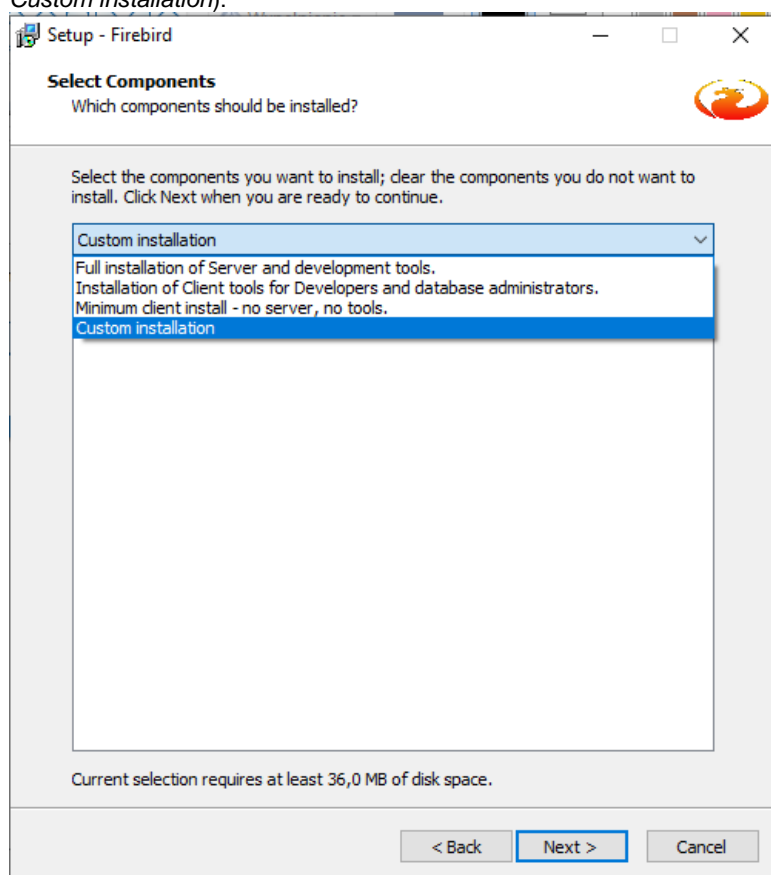 Custom Installation).
Setup - Firebird
Select Components
Which components should be installed?
Select the components you want to install; clear the components you do not want to
install. Click Next when you are ready to continue.
Custom installation
Full installation of Server and development tools.
Installation of Client tools for Developers and database administrators.
Minimum client install - no server, no tools.
Custom installation
Current selection requires at least 36,0 MB of disk space.
< Back
Next >
Cancel